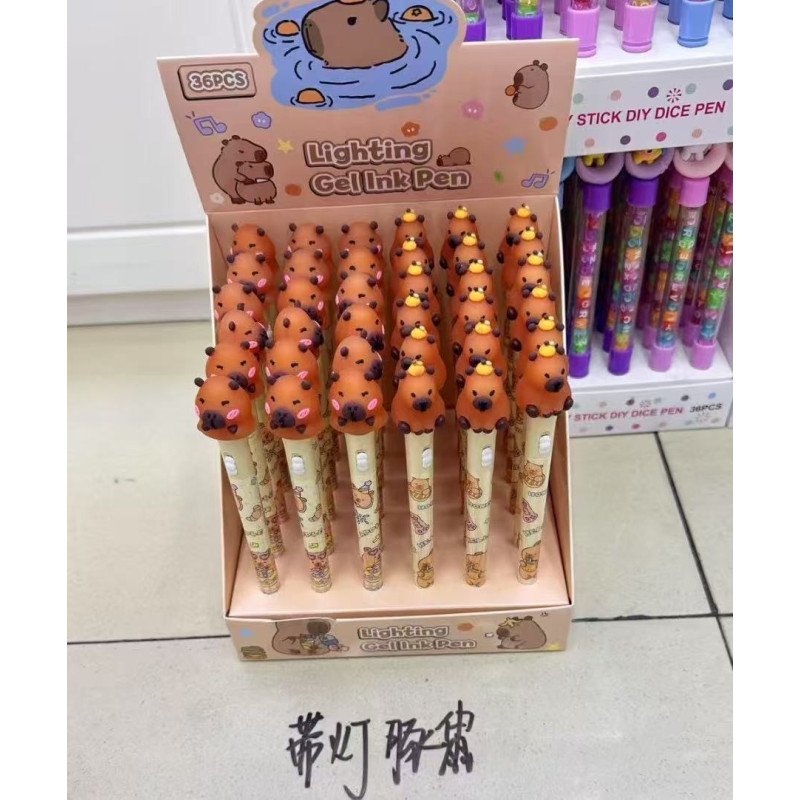 36PCS
Lighting
Gel Ink Pen
Y STICK DIY DICE PEN
STICK DIY DICE PEN 36PCS
Lighting
Gel Ink Pen
带灯豚鼠